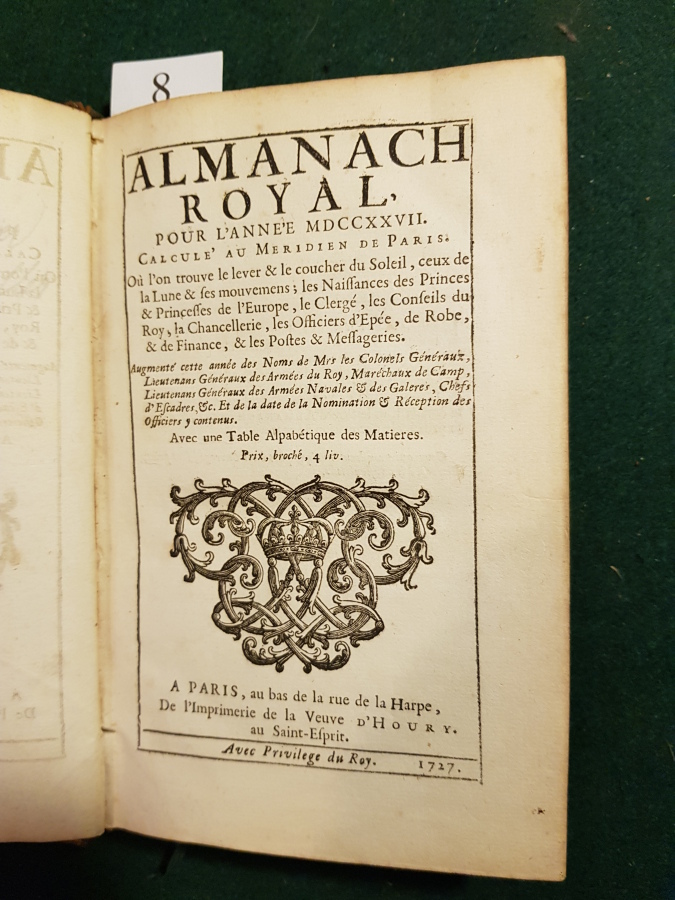 8
ALMANACH
ROYAL,
POUR L'ANNE'E MDCCXXVII.
CALCULE' AU MERIDIEN DE PARIS.
Où l'on trouve le lever & le coucher du Soleil, ceux de
la Lune & ſes mouvemens; les Naiſſances des Princes
& Princeſſes de l'Europe, le Clergé, les Conſeils du
Roy, la Chancellerie, les Officiers d'Epée, de Robe,
& de Finance, & les Poſtes & Meſſageries.
Augmenté cette année des Noms de Mrs les Colonels Généraux,
Lieutenans Généraux des Armées du Roy, Maréchaux de Camp,
Lieutenans Généraux des Armées Navales & des Galeres, Chefs
d'Eſcadres, &c. Et de la date de la Nomination & Réception des
Officiers y contenus.
Avec une Table Alpabétique des Matieres.
Prix, broché, 4 liv.
A PARIS, au bas de la rue de la Harpe,
De l'Imprimerie de la Veuve D'HOURY.
au Saint-Eſprit.
Avec Privilege du Roy. 1727.